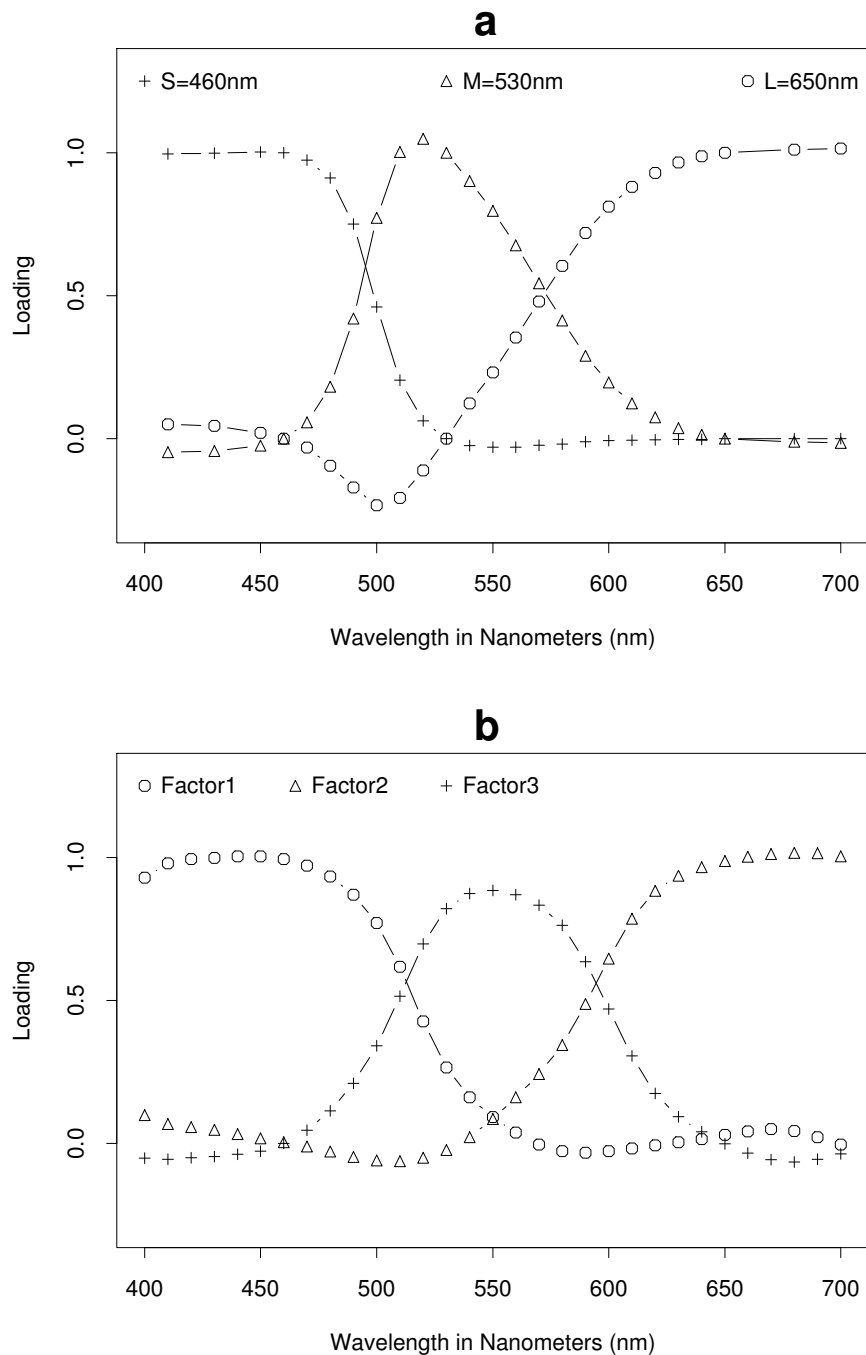 a
S=460nm M=530nm L=650nm
1.0
0.5
0.0
Loading
400 450 500 550 600 650 700
Wavelength in Nanometers (nm)
b
Factor1 Factor2 Factor3
1.0
0.5
0.0
Loading
400 450 500 550 600 650 700
Wavelength in Nanometers (nm)